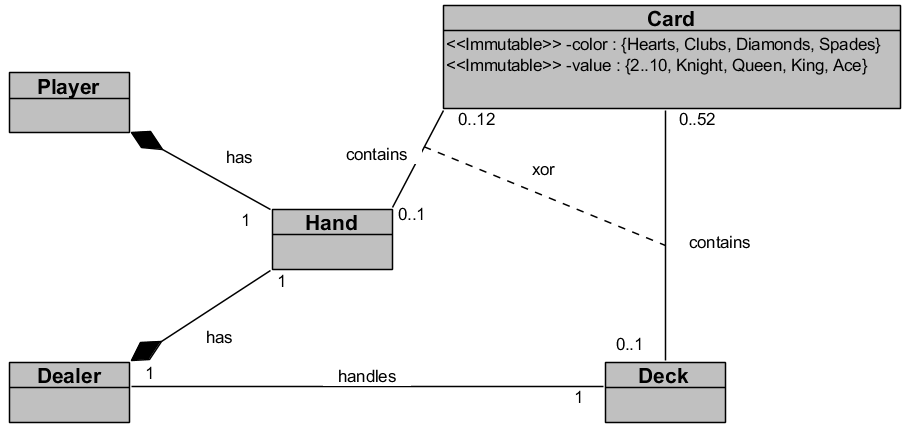 Card
<<Immutable>> -color : {Hearts, Clubs, Diamonds, Spades}
<<Immutable>> -value : {2..10, Knight, Queen, King, Ace}
Player
0..12
0..52
has
contains
xor
1
Hand
0..1
contains
1
has
0..1
Dealer
1
handles
1
Deck